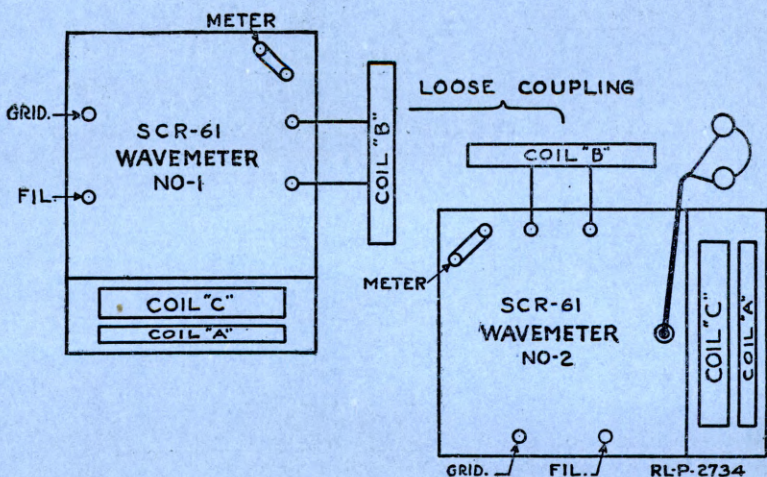 METER
GRID.
FIL.
SCR-61
WAVEMETER
NO-1
COIL "B"
COIL "C"
COIL "A"
LOOSE COUPLING
COIL "B"
METER
SCR-61
WAVEMETER
NO-2
COIL "C"
COIL "A"
GRID.
FIL.
RL-P-2734